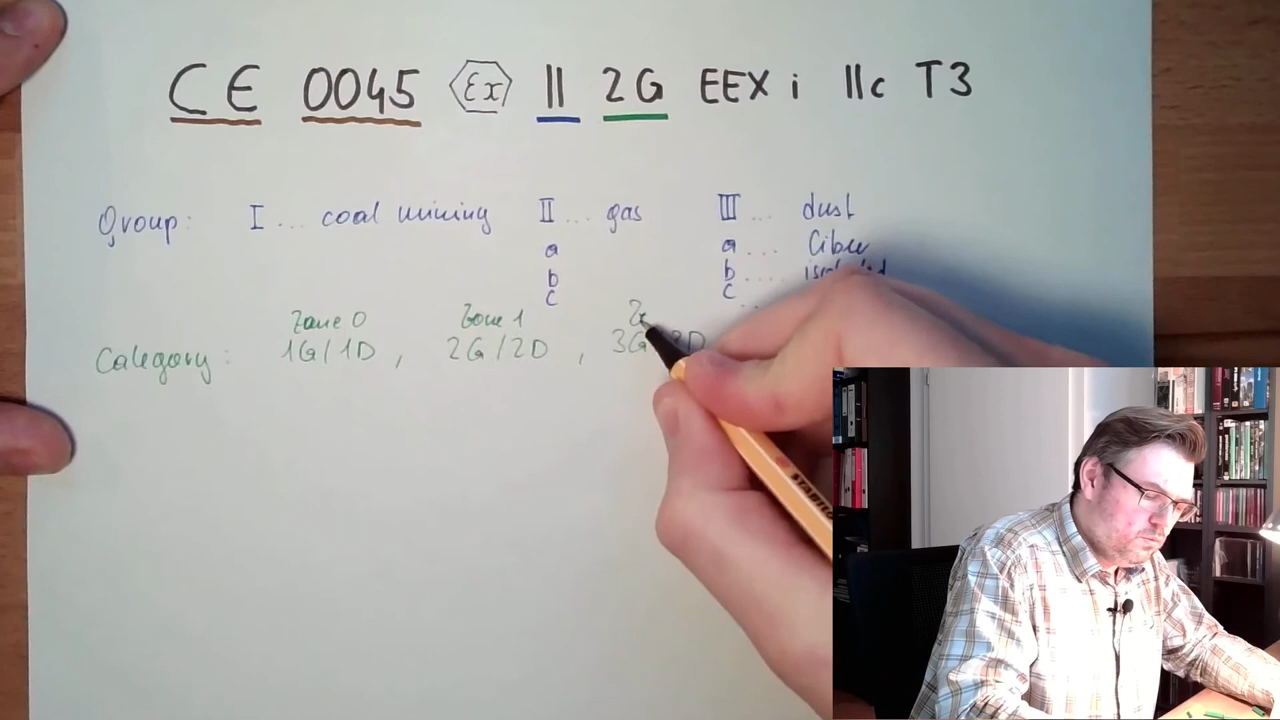 CE 0045 Ex II 2G EEX i IIc T3
Group: I ... coal mining II ... gas III ... dust
a a ....
b b ....
c c ..
Zone 0 Zone 1
Category: 1G/1D , 2G/2D , 3G
STABILO